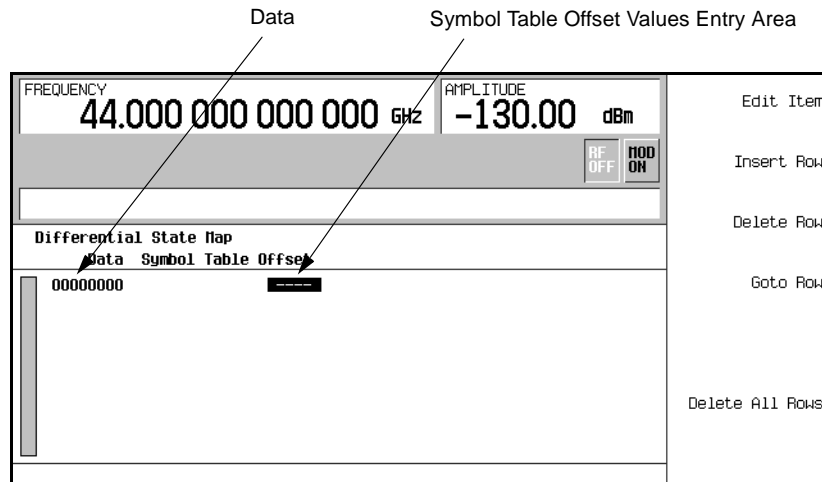 Data
Symbol Table Offset Values Entry Area
FREQUENCY
44.000 000 000 000 GHz
AMPLITUDE
-130.00 dBm
RF OFF
MOD ON
Differential State Map
Data Symbol Table Offset
00000000 ----
Edit Item
Insert Row
Delete Row
Goto Row
Delete All Rows